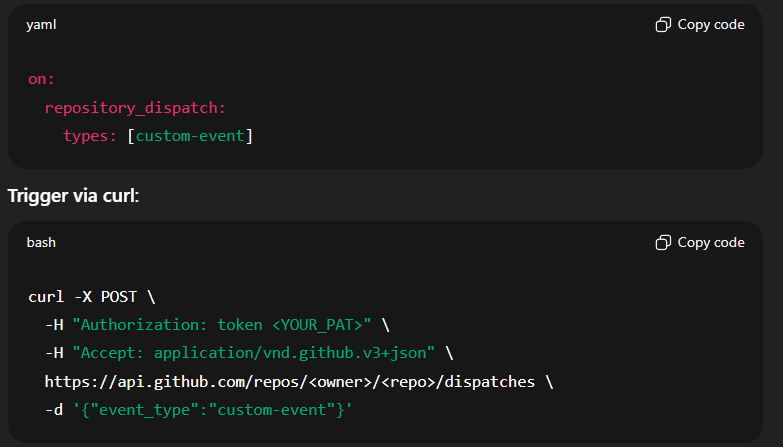 yaml
Copy code
on:
  repository_dispatch:
    types: [custom-event]
Trigger via curl:
bash
Copy code
curl -X POST \
  -H "Authorization: token <YOUR_PAT>" \
  -H "Accept: application/vnd.github.v3+json" \
  https://api.github.com/repos/<owner>/<repo>/dispatches \
  -d '{"event_type":"custom-event"}'